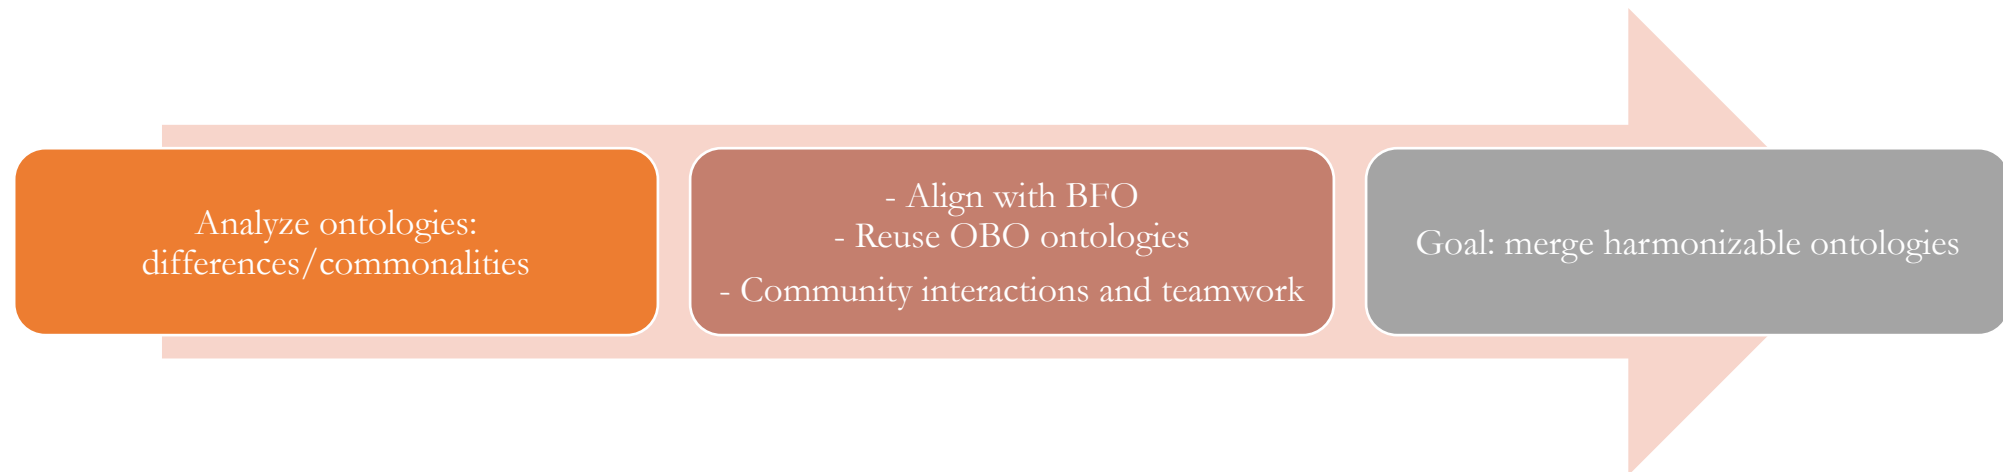 Analyze ontologies:
differences/commonalities
- Align with BFO
- Reuse OBO ontologies
- Community interactions and teamwork
Goal: merge harmonizable ontologies